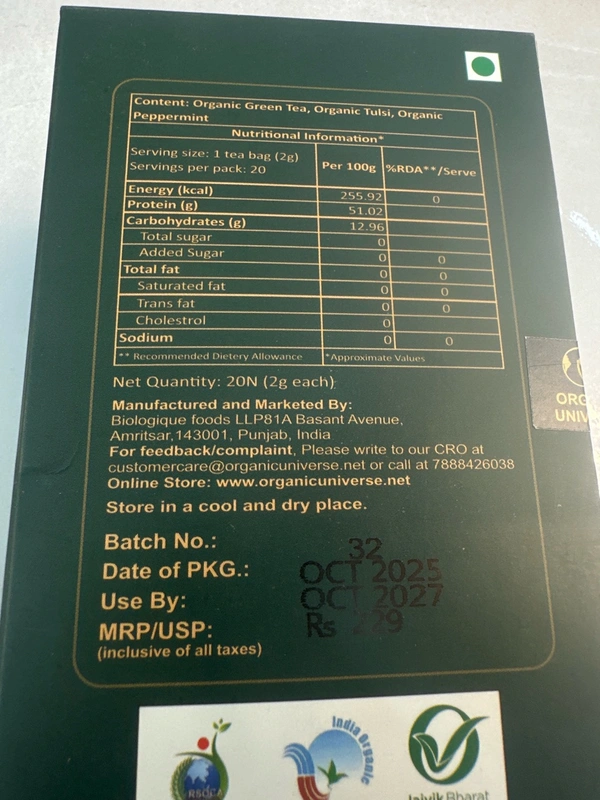 Content: Organic Green Tea, Organic Tulsi, Organic
Peppermint
Nutritional Information*
Serving size: 1 tea bag (2g)
Servings per pack: 20
Per 100g %RDA**/Serve
Energy (kcal) 255.92 0
Protein (g) 51.02
Carbohydrates (g) 12.96
Total sugar 0
Added Sugar 0 0
Total fat 0 0
Saturated fat 0 0
Trans fat 0 0
Cholestrol 0
Sodium 0 0
** Recommended Dietery Allowance *Approximate Values
Net Quantity: 20N (2g each)
Manufactured and Marketed By:
Biologique foods LLP81A Basant Avenue,
Amritsar,143001, Punjab, India
For feedback/complaint, Please write to our CRO at
customercare@organicuniverse.net or call at 7888426038
Online Store: www.organicuniverse.net
Store in a cool and dry place.
Batch No.: 32
Date of PKG.: OCT 2025
Use By: OCT 2027
MRP/USP: Rs 229
(inclusive of all taxes)
ORG
UNIV
RSOCA
India Organic
Jaivik Bharat